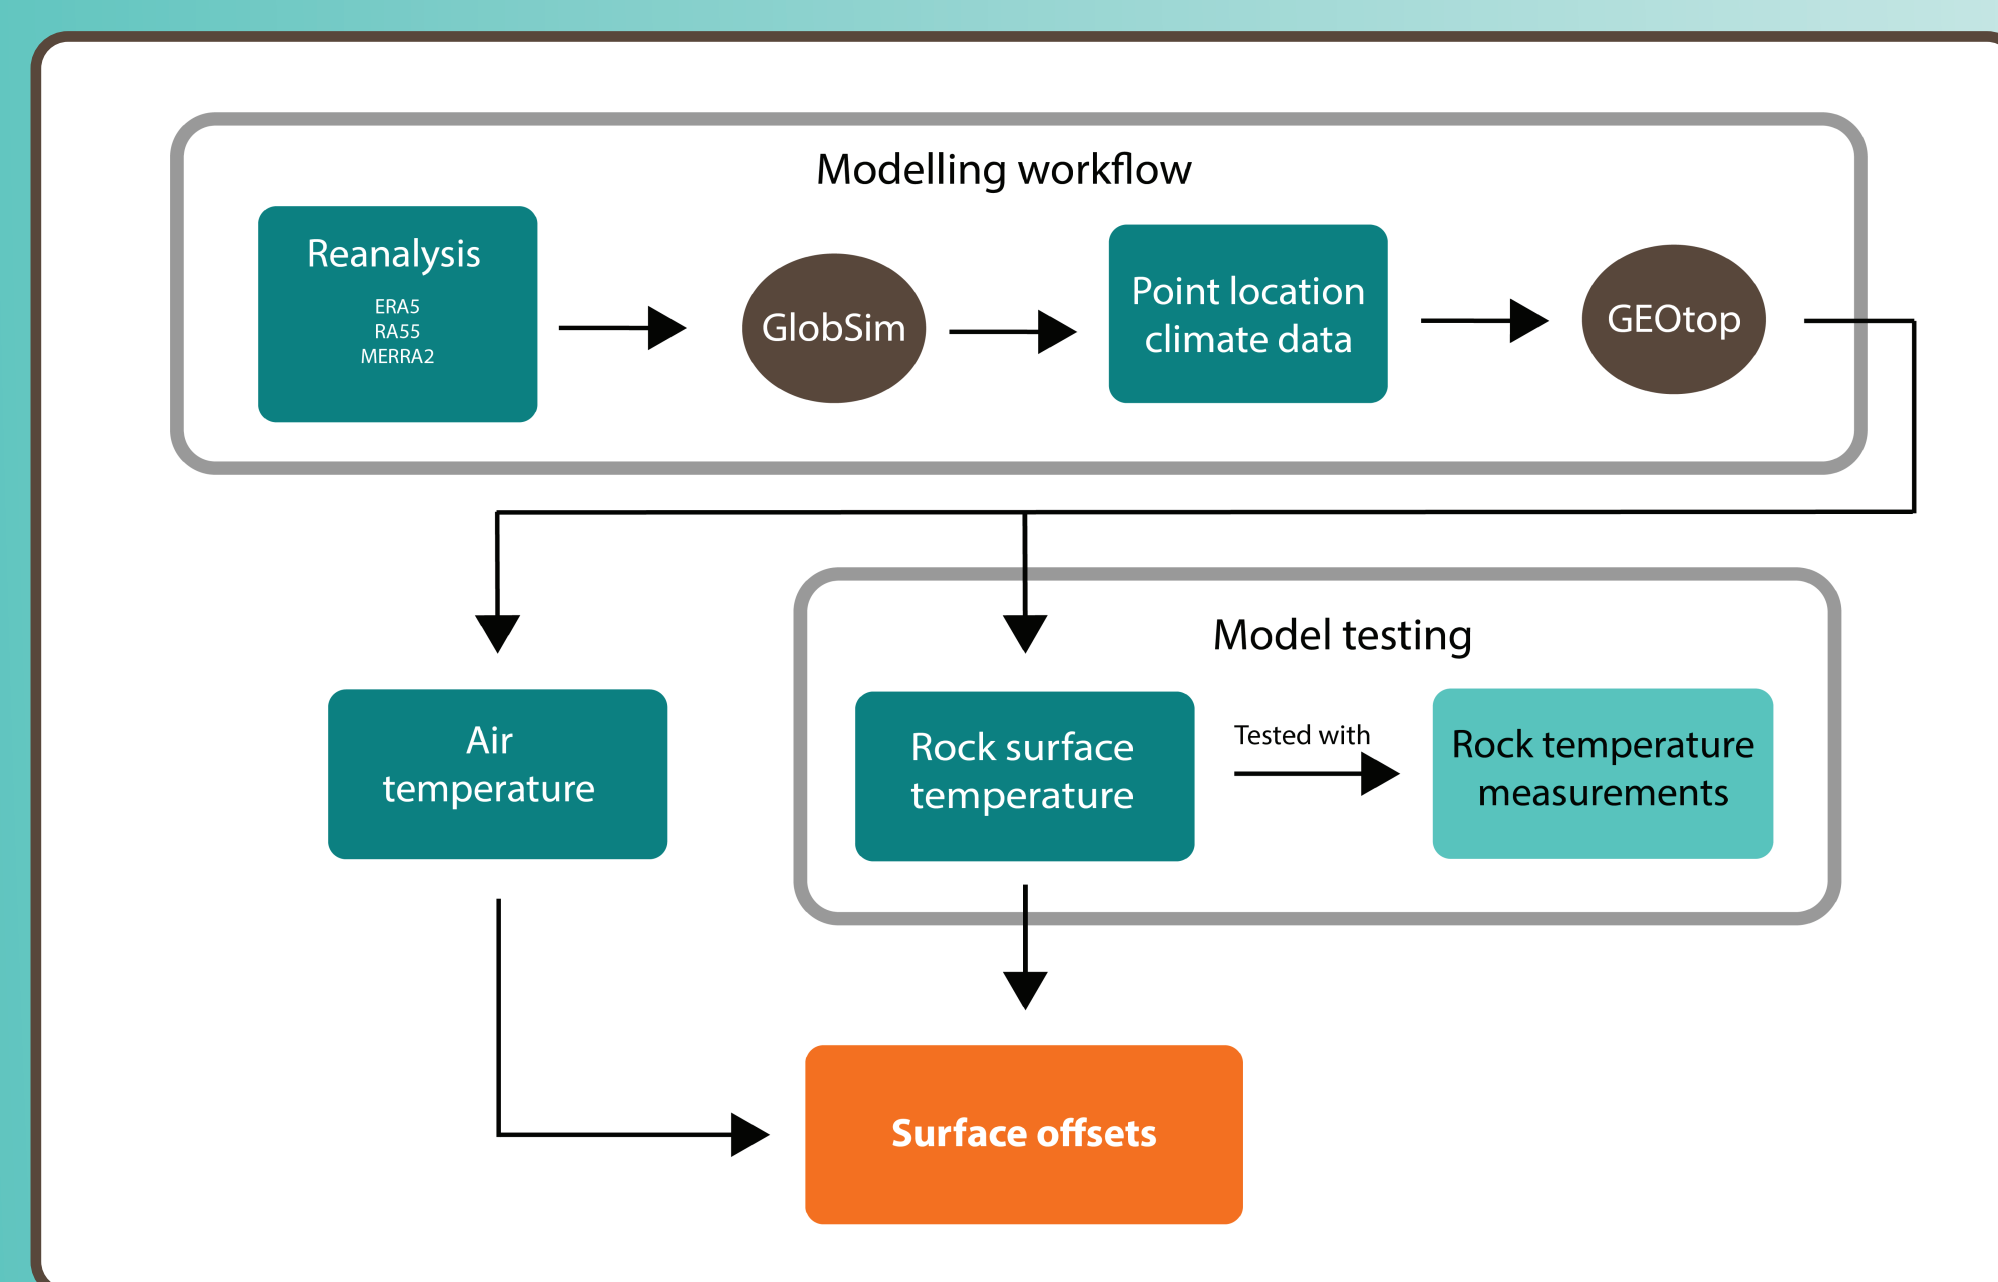 Modelling workflow
Reanalysis
ERA5
RA55
MERRA2
GlobSim
Point location
climate data
GEOtop
Model testing
Air
temperature
Rock surface
temperature
Tested with
Rock temperature
measurements
Surface offsets